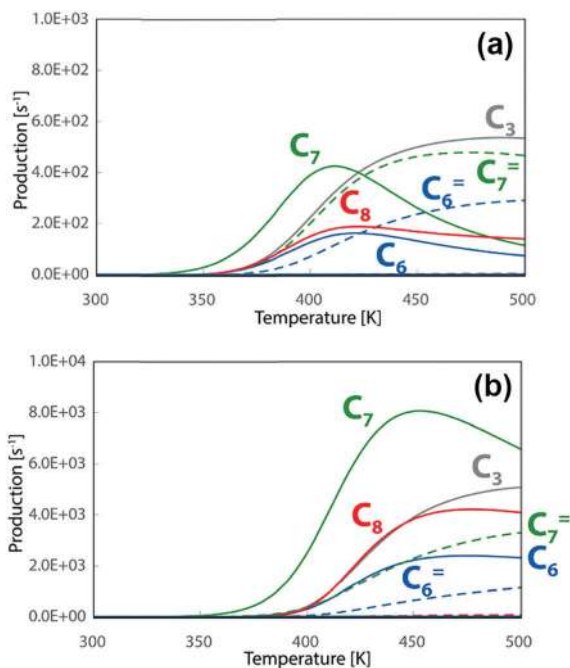 (a)
1.0E+03
8.0E+02
6.0E+02
4.0E+02
2.0E+02
0.0E+00
Production [s⁻¹]
C₇
C₃
C₇⁼
C₆⁼
C₈
C₆
300 350 400 450 500
Temperature [K]
(b)
1.0E+04
8.0E+03
6.0E+03
4.0E+03
2.0E+03
0.0E+00
Production [s⁻¹]
C₇
C₃
C₈
C₇⁼
C₆
C₆⁼
300 350 400 450 500
Temperature [K]